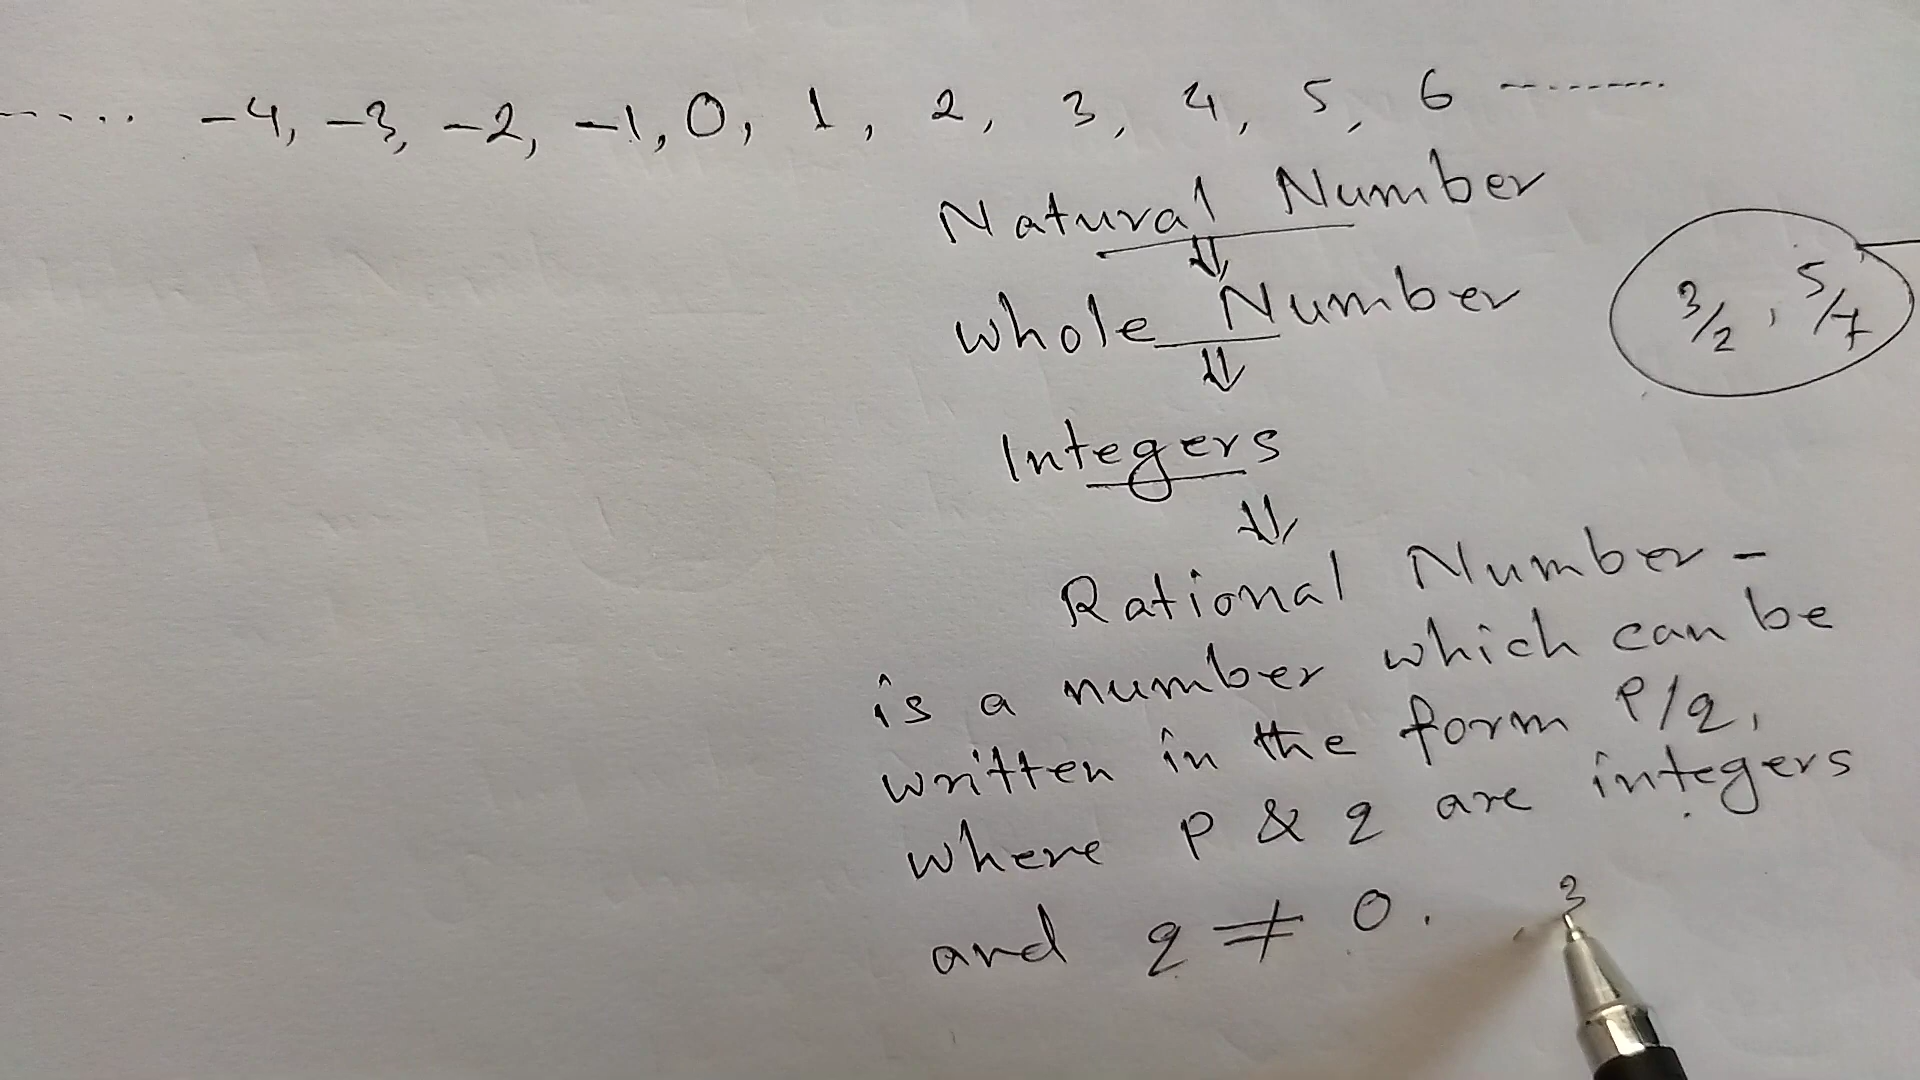 ..... -4, -3, -2, -1, 0, 1, 2, 3, 4, 5, 6 --------
Natural Number
⇓
whole Number
⇓
3/2, 5/7
Integers
⇓
Rational Number -
is a number which can be
written in the form P/q,
where p & q are integers
and q ≠ 0. 3